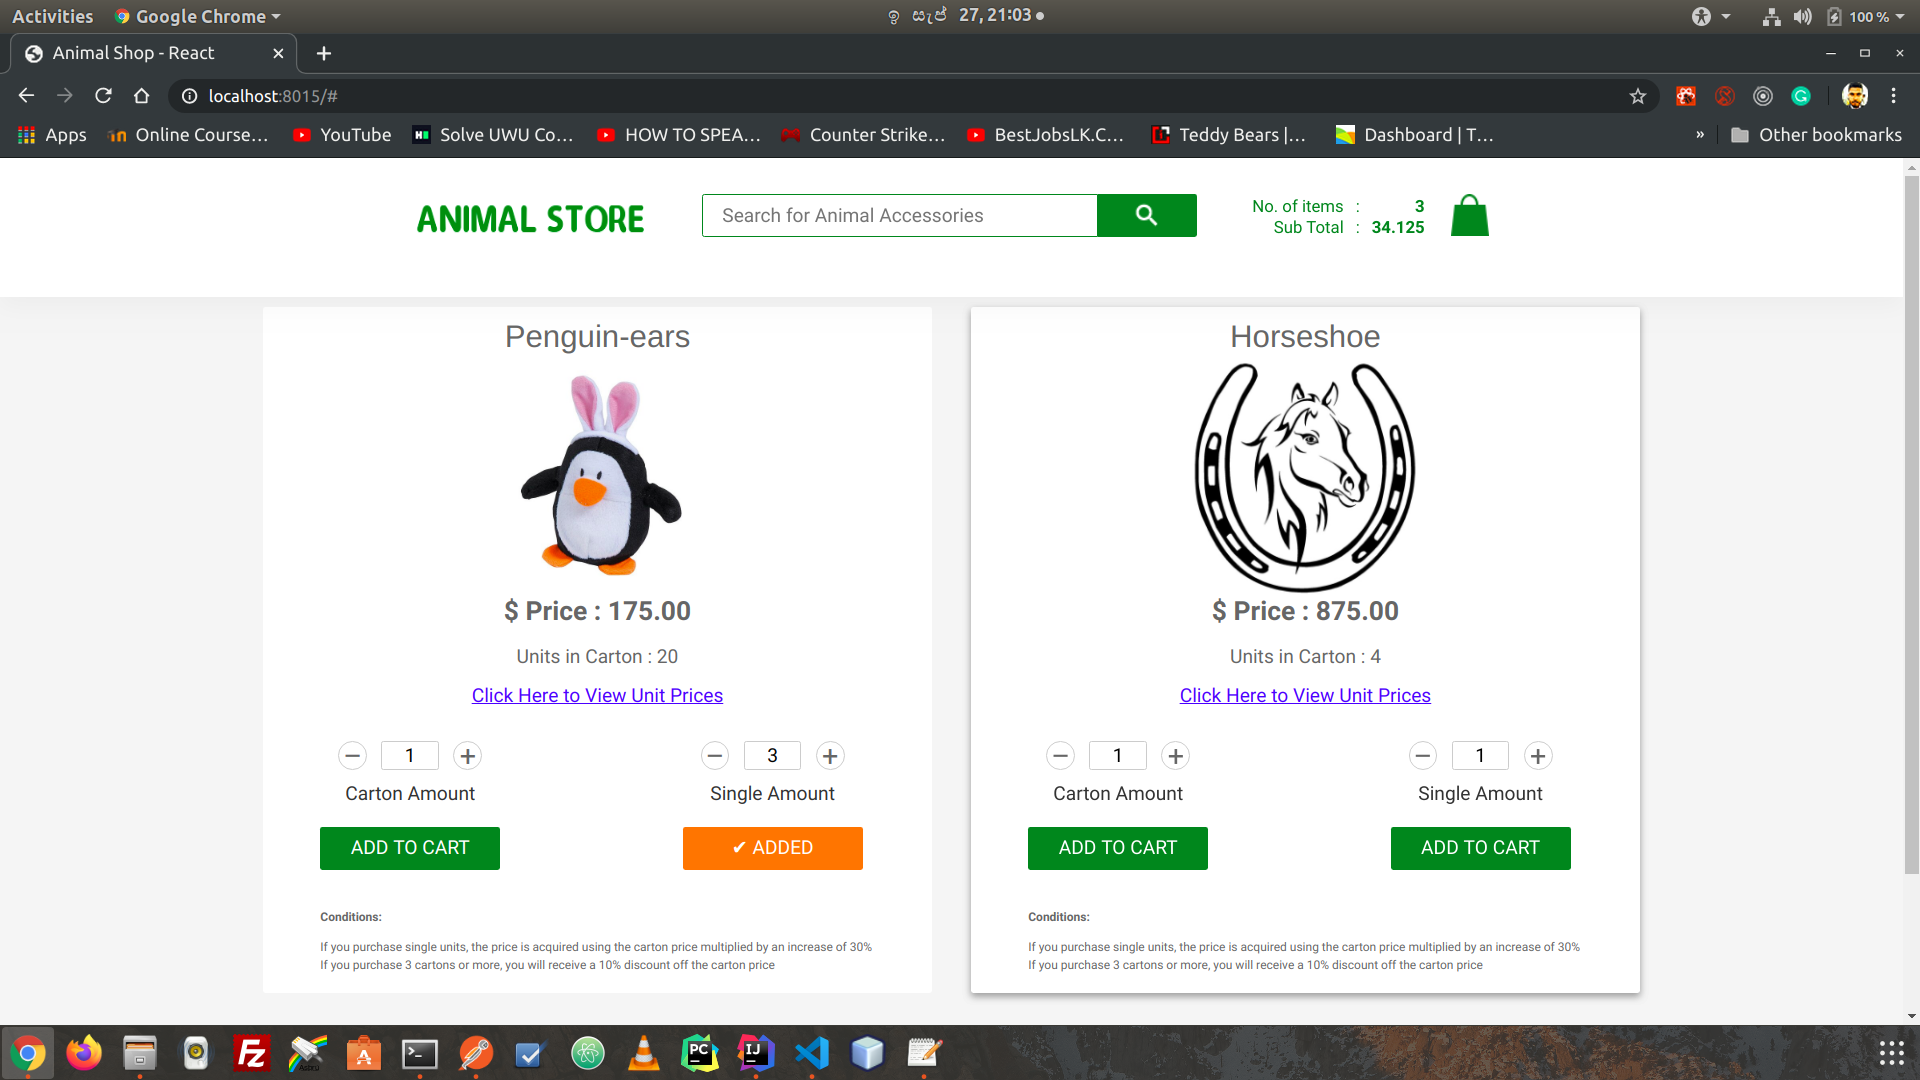 Activities
Google Chrome
ඉ සැප් 27, 21:03
100 %
Animal Shop - React
localhost:8015/#
Apps
Online Course...
YouTube
Solve UWU Co...
HOW TO SPEA...
Counter Strike...
BestJobsLK.C...
Teddy Bears |...
Dashboard | T...
»
Other bookmarks
ANIMAL STORE
Search for Animal Accessories
No. of items : 3
Sub Total : 34.125
Penguin-ears
$ Price : 175.00
Units in Carton : 20
Click Here to View Unit Prices
1
Carton Amount
ADD TO CART
3
Single Amount
✔ ADDED
Conditions:
If you purchase single units, the price is acquired using the carton price multiplied by an increase of 30%
If you purchase 3 cartons or more, you will receive a 10% discount off the carton price
Horseshoe
$ Price : 875.00
Units in Carton : 4
Click Here to View Unit Prices
1
Carton Amount
ADD TO CART
1
Single Amount
ADD TO CART
Conditions:
If you purchase single units, the price is acquired using the carton price multiplied by an increase of 30%
If you purchase 3 cartons or more, you will receive a 10% discount off the carton price